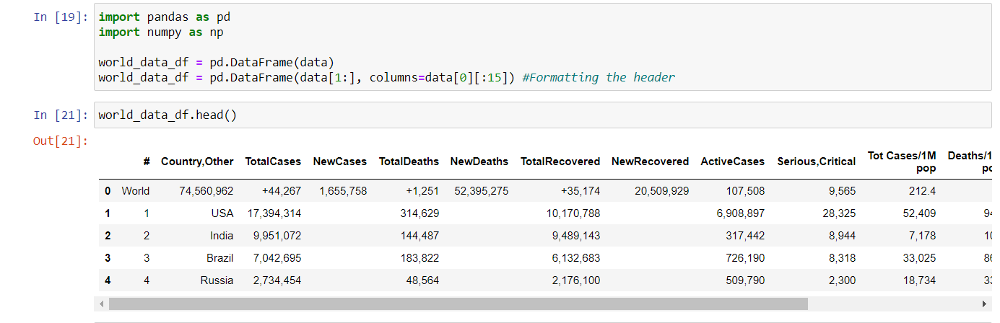 In [19]: import pandas as pd
import numpy as np
world_data_df = pd.DataFrame(data)
world_data_df = pd.DataFrame(data[1:], columns=data[0][:15]) #Formatting the header
In [21]: world_data_df.head()
Out[21]:
# Country,Other TotalCases NewCases TotalDeaths NewDeaths TotalRecovered NewRecovered ActiveCases Serious,Critical Tot Cases/1M pop Deaths/1
0 World 74,560,962 +44,267 1,655,758 +1,251 52,395,275 +35,174 20,509,929 107,508 9,565 212.4
1 1 USA 17,394,314 314,629 10,170,788 6,908,897 28,325 52,409
2 2 India 9,951,072 144,487 9,489,143 317,442 8,944 7,178
3 3 Brazil 7,042,695 183,822 6,132,683 726,190 8,318 33,025
4 4 Russia 2,734,454 48,564 2,176,100 509,790 2,300 18,734